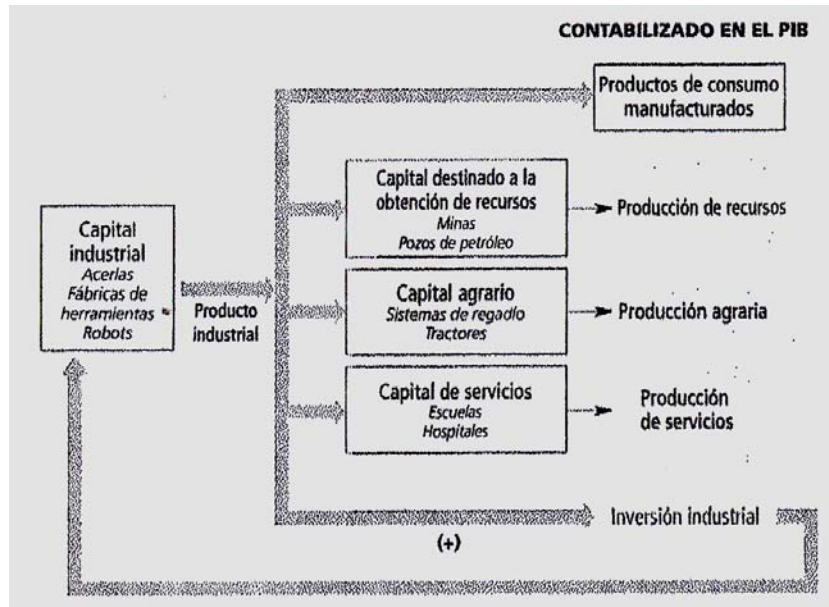 CONTABILIZADO EN EL PIB
Productos de consumo
manufacturados
Capital destinado a la
obtención de recursos
Minas
Pozos de petróleo
Producción de recursos
Capital
industrial
Acerías
Fábricas de
herramientas
Robots
Producto
industrial
Capital agrario
Sistemas de regadío
Tractores
Producción agraria
Capital de servicios
Escuelas
Hospitales
Producción
de servicios
Inversión industrial
(+)